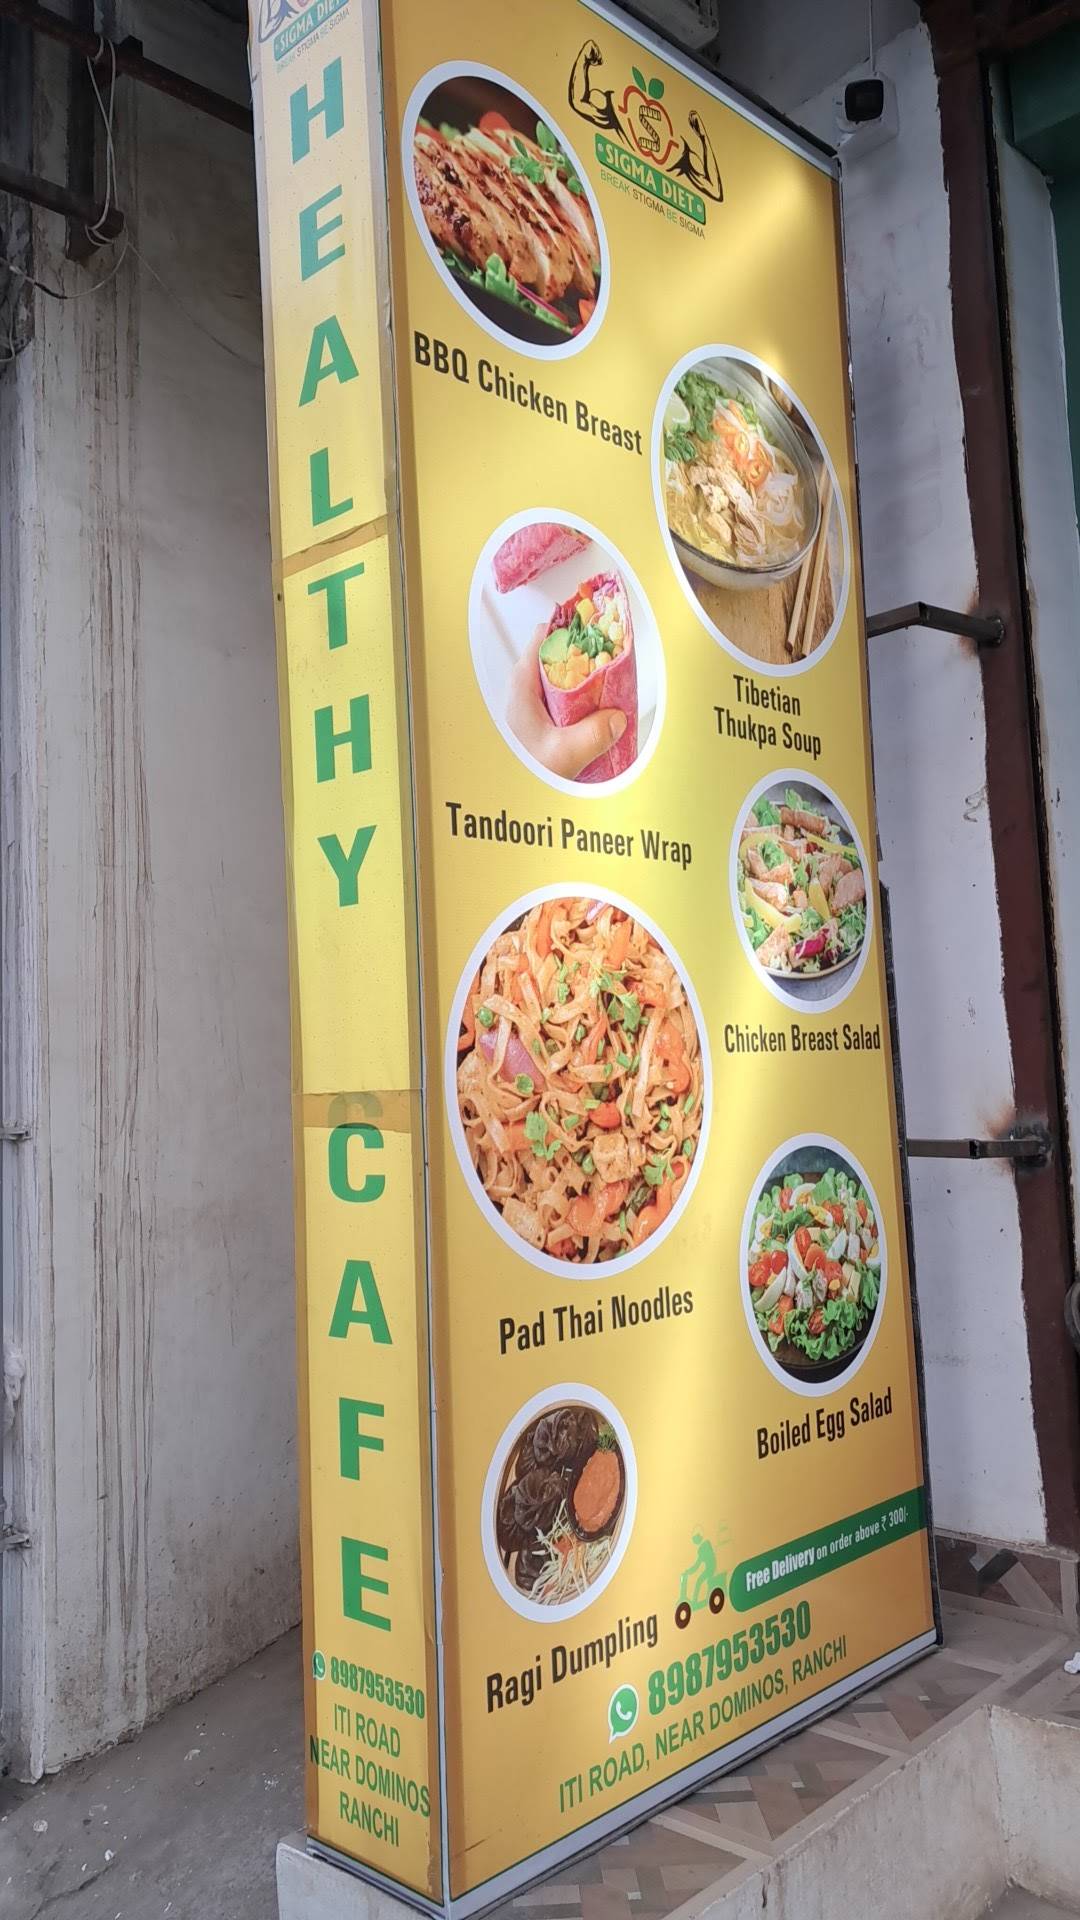 SIGMA DIET
BREAK STIGMA BE SIGMA
HEALTHY
CAFE
8987953530
ITI ROAD
NEAR DOMINOS
RANCHI
SIGMA DIET
BREAK STIGMA BE SIGMA
BBQ Chicken Breast
Tibetian
Thukpa Soup
Tandoori Paneer Wrap
Chicken Breast Salad
Pad Thai Noodles
Boiled Egg Salad
Ragi Dumpling
Free Delivery on order above ₹ 300/-
8987953530
ITI ROAD, NEAR DOMINOS, RANCHI